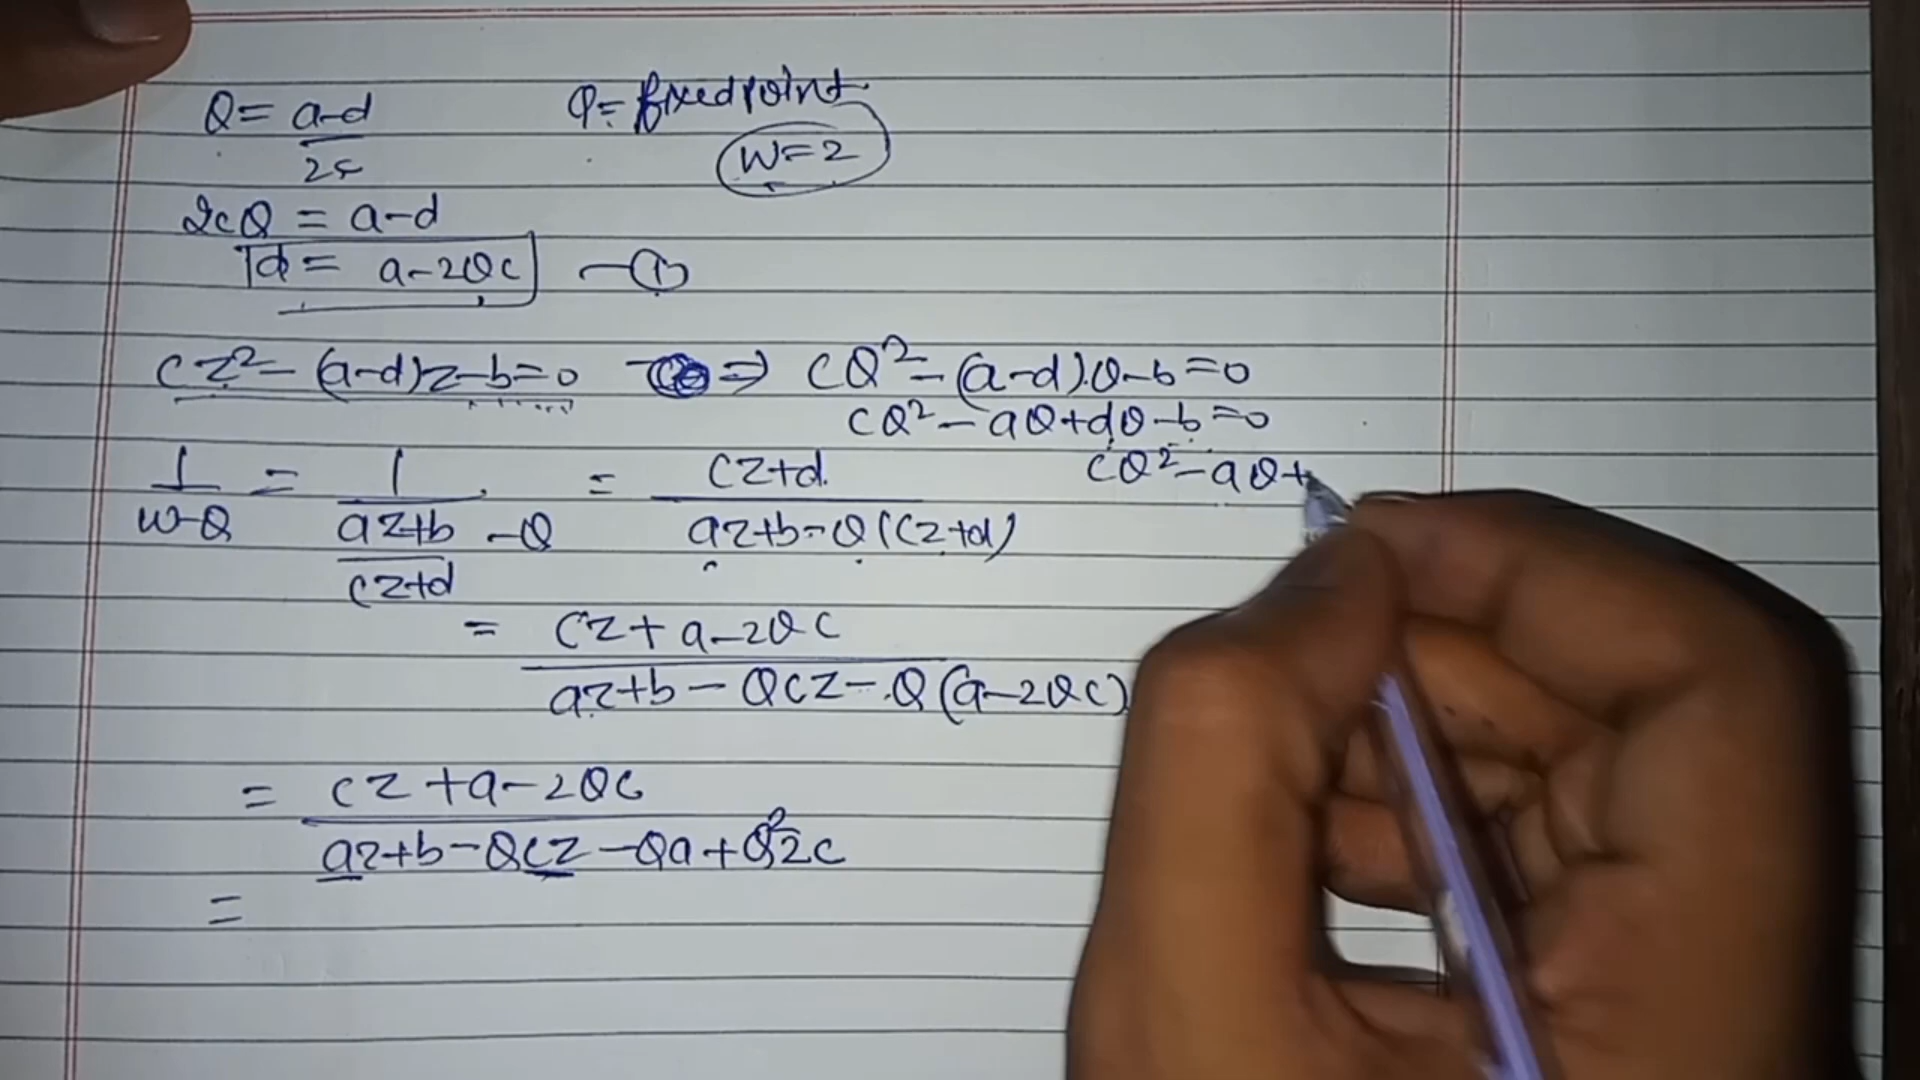 Q = a-d        Q = fixed point
2c        W=2
2cQ = a-d
d = a-2Qc — 1
cz²-(a-d)z-b=0 ⇒ cQ²-(a-d).Q-b=0
cQ²-aQ+dQ-b=0
1 = 1 = cz+d        cQ²-aQ+
w-Q  az+b -Q  az+b-Q(cz+d)
cz+d
= cz+a-2Qc
az+b-Qcz-Q(a-2Qc)
= cz+a-2Qc
az+b-Qcz-Qa+Q²2c
=